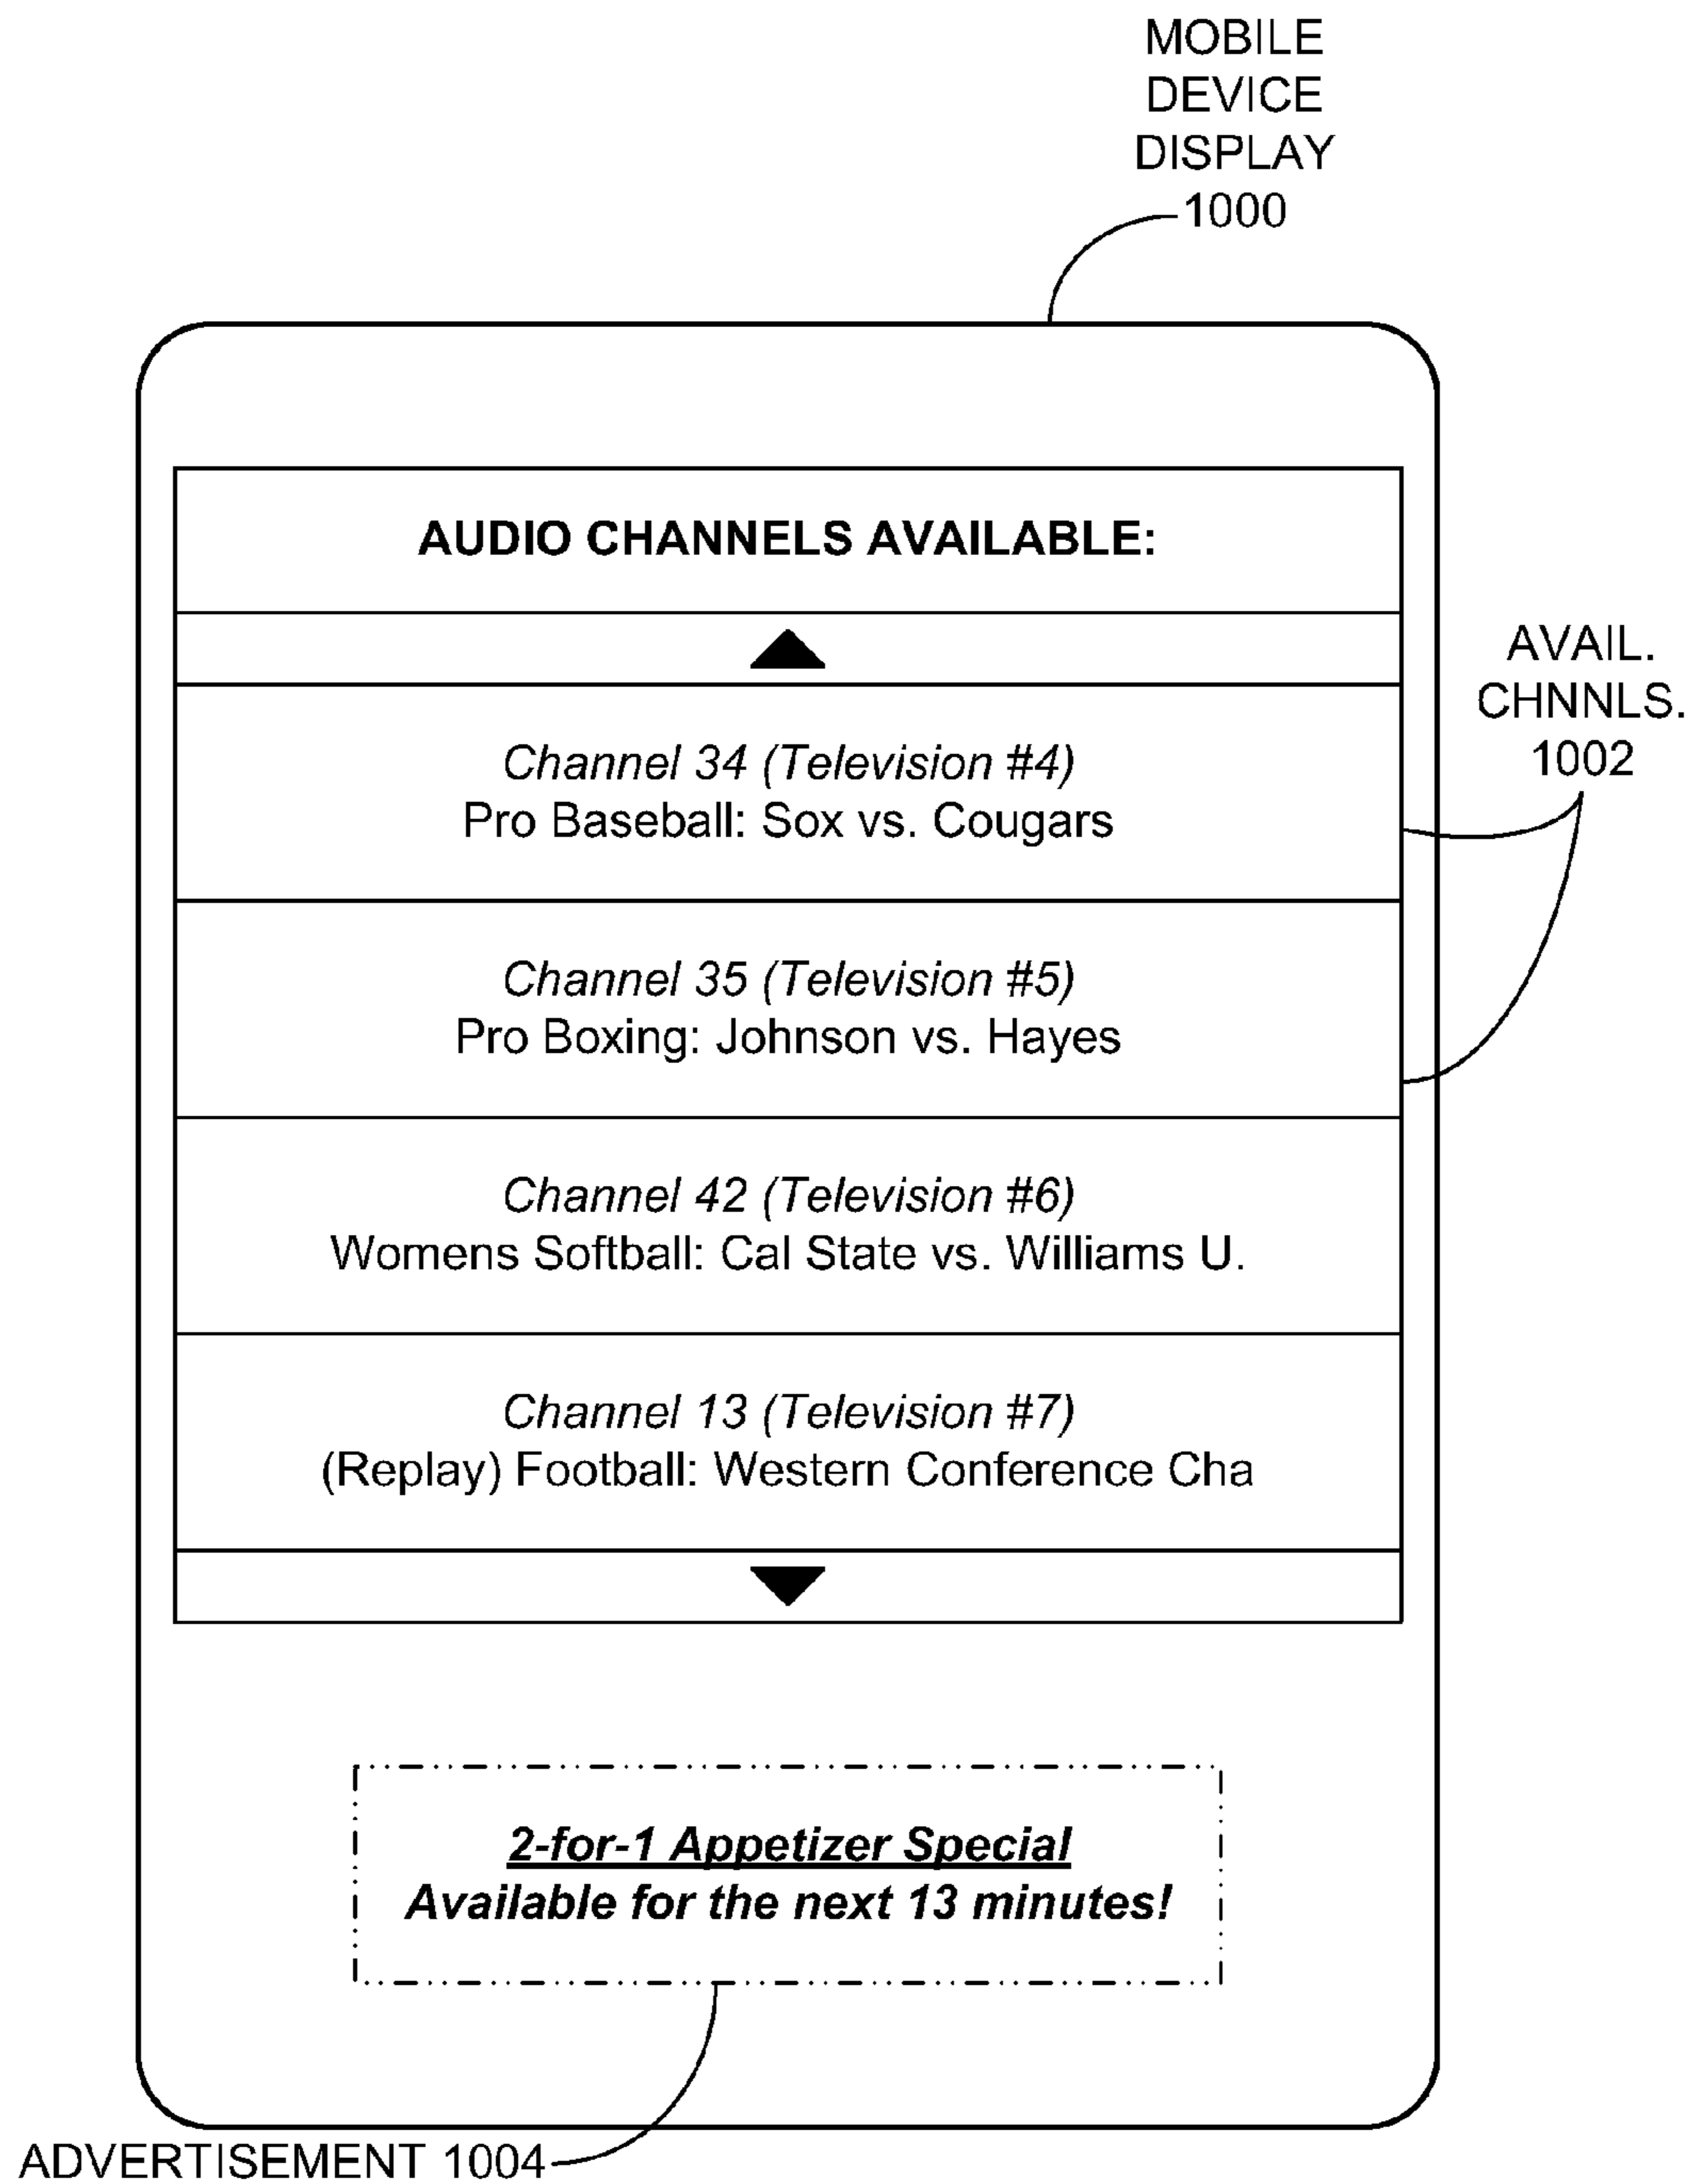 MOBILE
DEVICE
DISPLAY
1000
AUDIO CHANNELS AVAILABLE:
AVAIL.
CHNNLS.
1002
Channel 34 (Television #4)
Pro Baseball: Sox vs. Cougars
Channel 35 (Television #5)
Pro Boxing: Johnson vs. Hayes
Channel 42 (Television #6)
Womens Softball: Cal State vs. Williams U.
Channel 13 (Television #7)
(Replay) Football: Western Conference Cha
2-for-1 Appetizer Special
Available for the next 13 minutes!
ADVERTISEMENT 1004